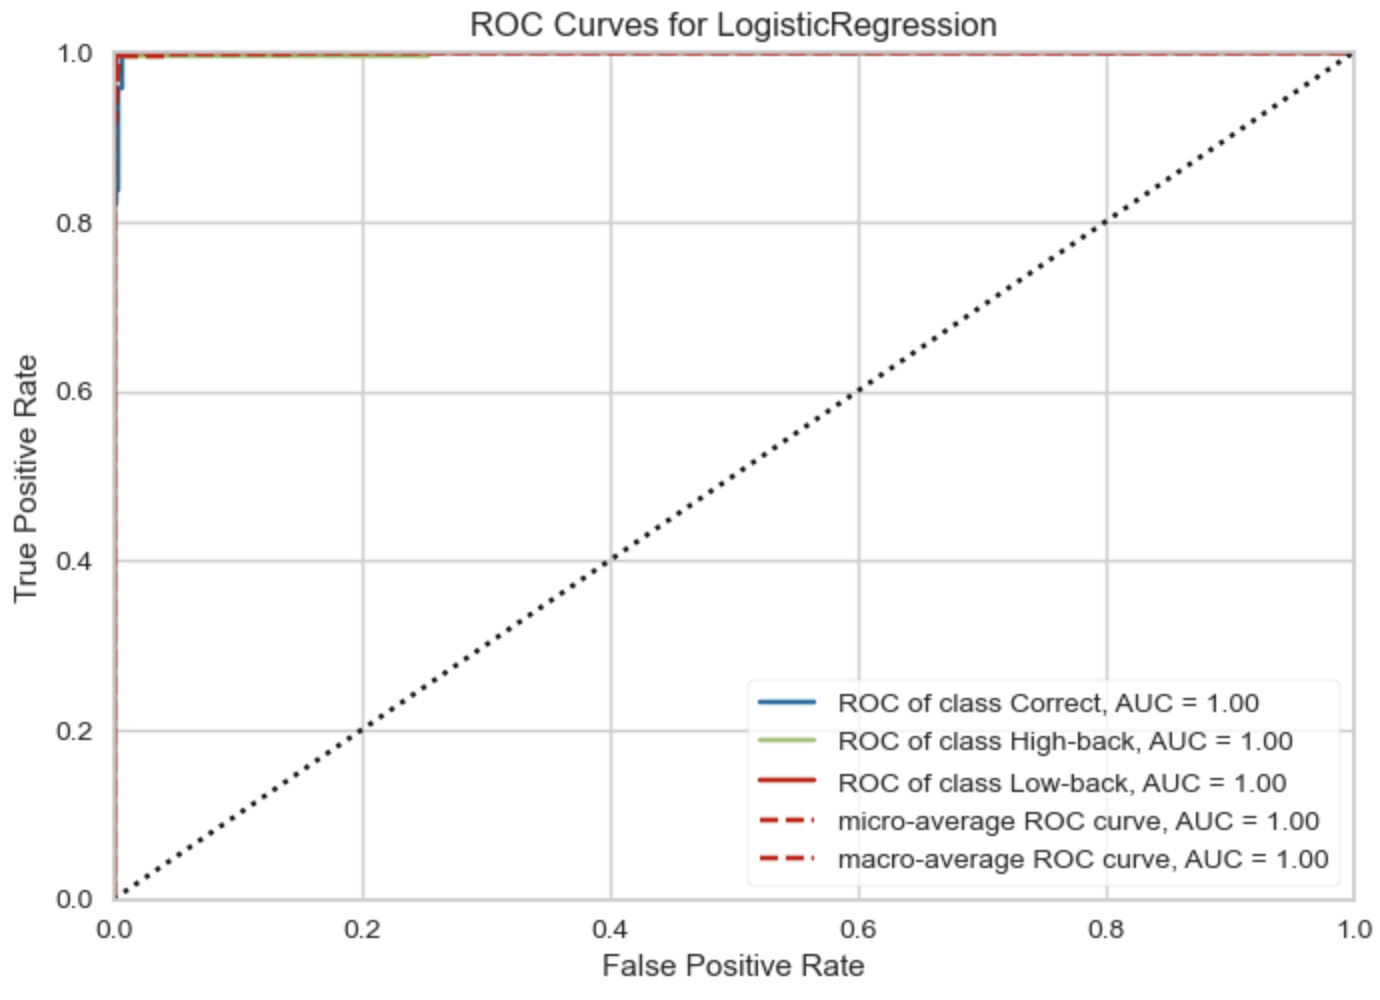 ROC Curves for LogisticRegression
1.0
0.8
0.6
0.4
0.2
0.0
True Positive Rate
ROC of class Correct, AUC = 1.00
ROC of class High-back, AUC = 1.00
ROC of class Low-back, AUC = 1.00
micro-average ROC curve, AUC = 1.00
macro-average ROC curve, AUC = 1.00
0.0 0.2 0.4 0.6 0.8 1.0
False Positive Rate